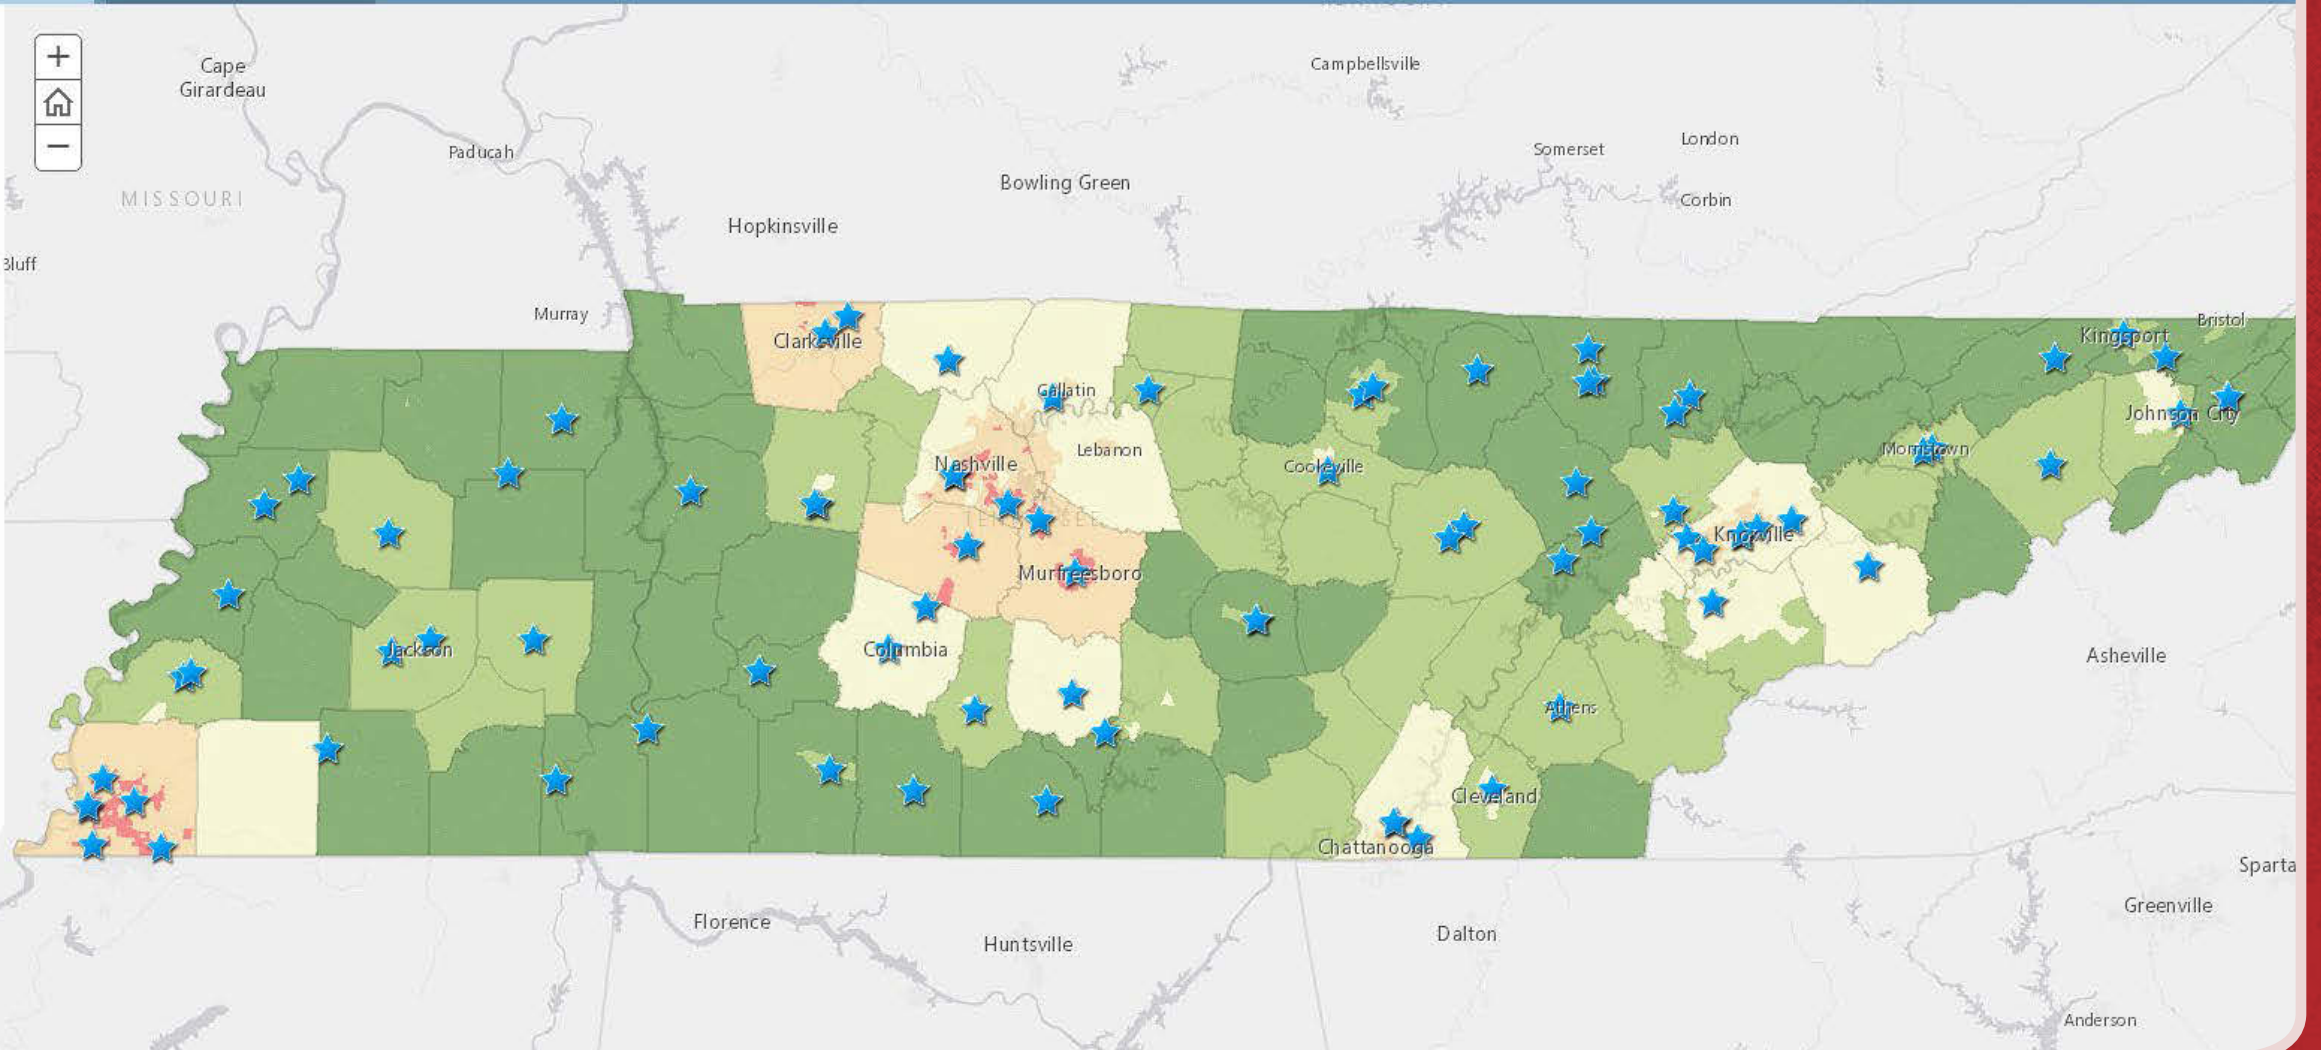 Cape
Girardeau
Campbellsville
London
Somerset
Paducah
Bowling Green
MISSOURI
Corbin
Hopkinsville
Bluff
Murray
Bristol
Kingsport
Clarksville
Gallatin
Johnson City
Lebanon
Morristown
Nashville
Cookeville
TENNESSEE
Knoxville
Murfreesboro
Jackson
Columbia
Asheville
Athens
Cleveland
Chattanooga
Sparta
Greenville
Florence
Dalton
Huntsville
Anderson